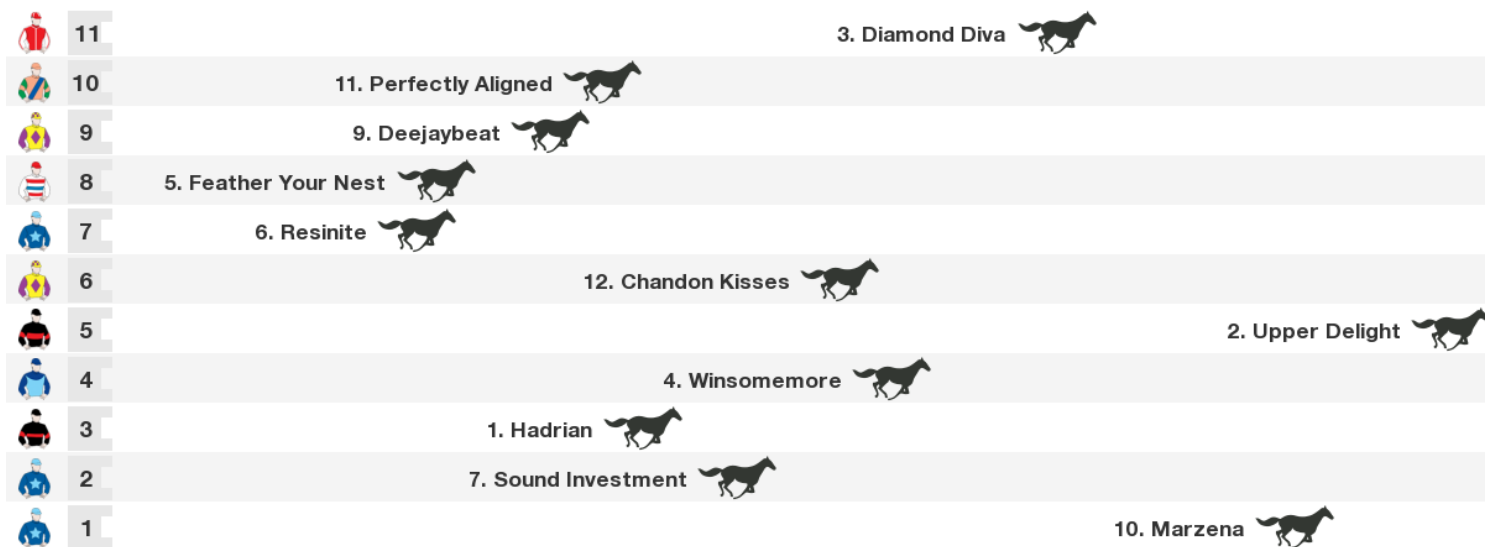 11 3. Diamond Diva
10 11. Perfectly Aligned
9 9. Deejaybeat
8 5. Feather Your Nest
7 6. Resinite
6 12. Chandon Kisses
5 2. Upper Delight
4 4. Winsomemore
3 1. Hadrian
2 7. Sound Investment
1 10. Marzena